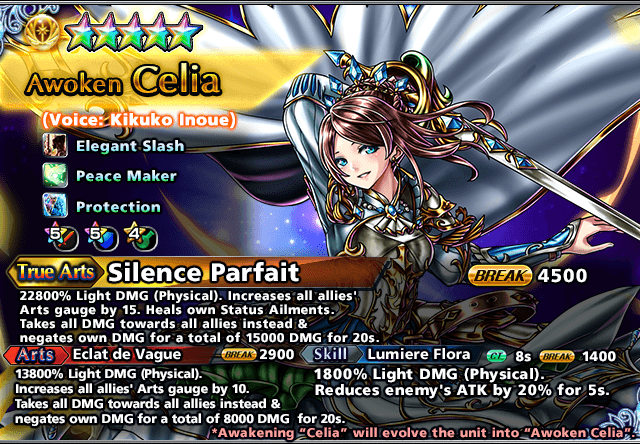 Awoken Celia
(Voice: Kikuko Inoue)
Elegant Slash
Peace Maker
Protection
5 5 4
True Arts Silence Parfait BREAK 4500
22800% Light DMG (Physical). Increases all allies'
Arts gauge by 15. Heals own Status Ailments.
Takes all DMG towards all allies instead &
negates own DMG for a total of 15000 DMG for 20s.
Arts Eclat de Vague BREAK 2900
13800% Light DMG (Physical).
Increases all allies' Arts gauge by 10.
Takes all DMG towards all allies instead &
negates own DMG for a total of 8000 DMG for 20s.
Skill Lumiere Flora CT 8s BREAK 1400
1800% Light DMG (Physical).
Reduces enemy's ATK by 20% for 5s.
*Awakening “Celia” will evolve the unit into “Awoken Celia”